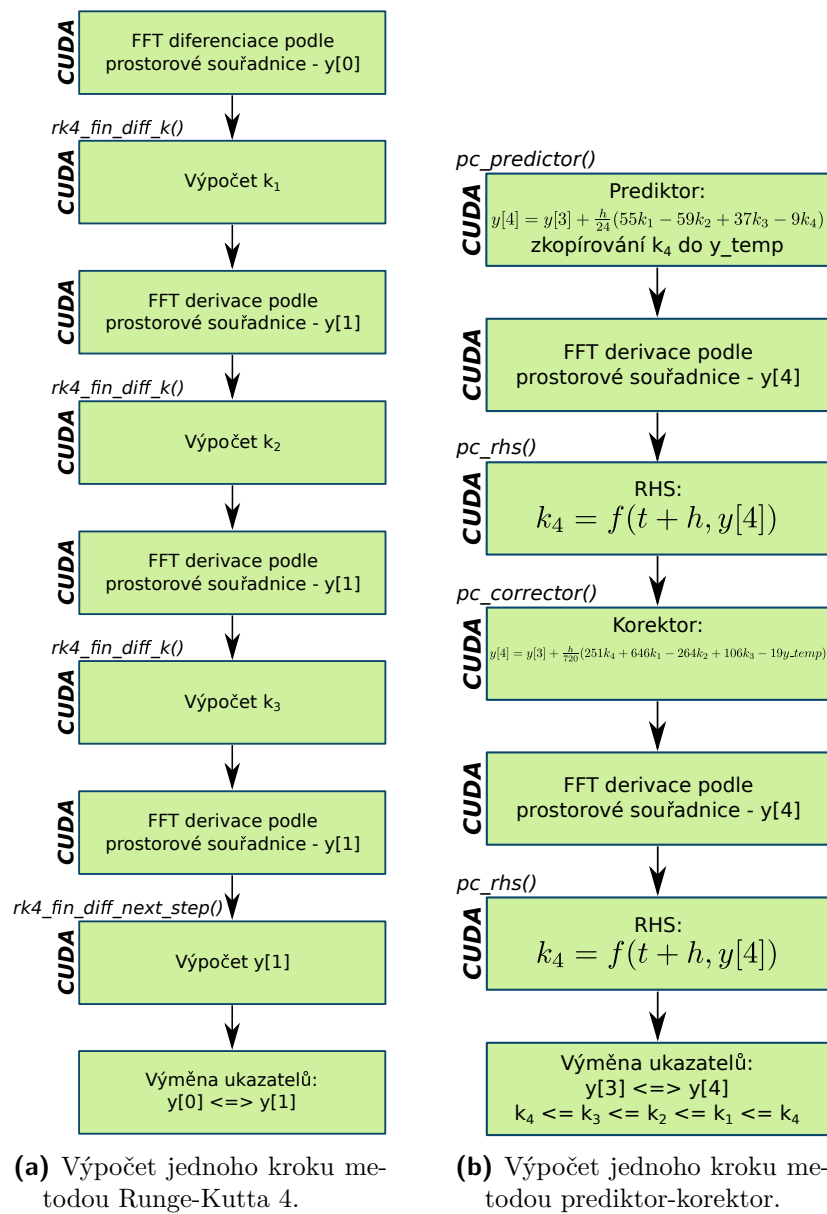 CUDA
FFT diferenciace podle
prostorové souřadnice - y[0]
rk4_fin_diff_k()
CUDA
Výpočet k₁
CUDA
FFT derivace podle
prostorové souřadnice - y[1]
rk4_fin_diff_k()
CUDA
Výpočet k₂
CUDA
FFT derivace podle
prostorové souřadnice - y[1]
rk4_fin_diff_k()
CUDA
Výpočet k₃
CUDA
FFT derivace podle
prostorové souřadnice - y[1]
rk4_fin_diff_next_step()
CUDA
Výpočet y[1]
Výměna ukazatelů:
y[0] <=> y[1]
(a) Výpočet jednoho kroku me-
todou Runge-Kutta 4.
pc_predictor()
CUDA
Prediktor:
y[4] = y[3] + h/24(55k₁ − 59k₂ + 37k₃ − 9k₄)
zkopírování k₄ do y_temp
CUDA
FFT derivace podle
prostorové souřadnice - y[4]
pc_rhs()
CUDA
RHS:
k₄ = f(t + h, y[4])
pc_corrector()
CUDA
Korektor:
y[4] = y[3] + h/720(251k₄ + 646k₁ − 264k₂ + 106k₃ − 19y_temp)
CUDA
FFT derivace podle
prostorové souřadnice - y[4]
pc_rhs()
CUDA
RHS:
k₄ = f(t + h, y[4])
Výměna ukazatelů:
y[3] <=> y[4]
k₄ <= k₃ <= k₂ <= k₁ <= k₄
(b) Výpočet jednoho kroku me-
todou prediktor-korektor.